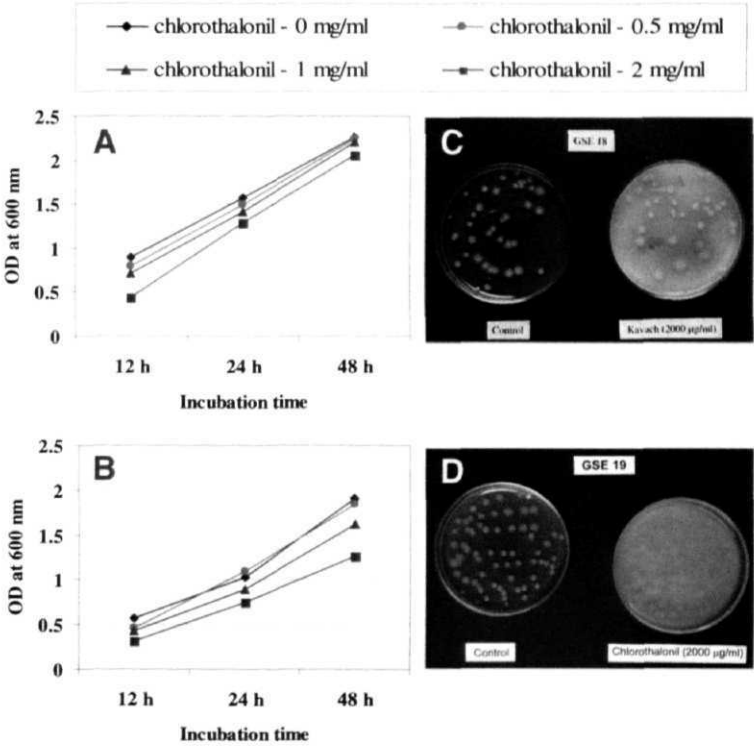 chlorothalonil - 0 mg/ml
chlorothalonil - 0.5 mg/ml
chlorothalonil - 1 mg/ml
chlorothalonil - 2 mg/ml
A
OD at 600 nm
2.5
2
1.5
1
0.5
0
12 h
24 h
48 h
Incubation time
C
GSE 18
Control
Kavach (2000 µg/ml)
B
OD at 600 nm
2.5
2
1.5
1
0.5
0
12 h
24 h
48 h
Incubation time
D
GSE 19
Control
Chlorothalonil (2000 µg/ml)